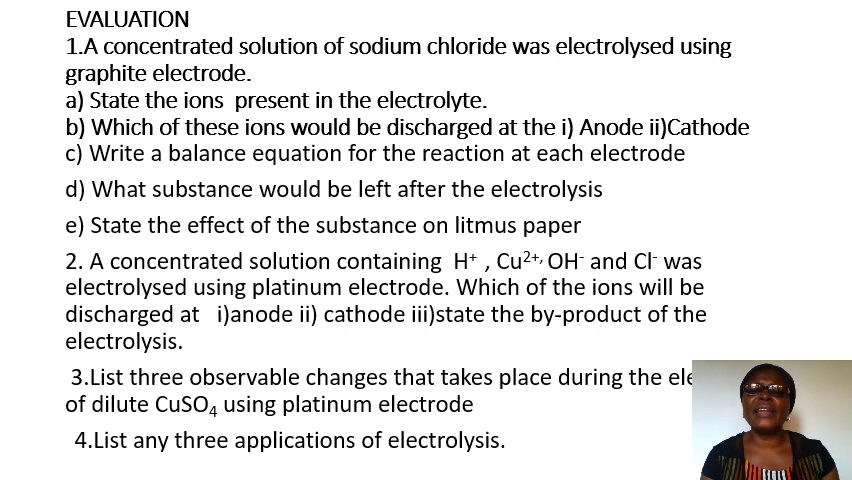 EVALUATION
1.A concentrated solution of sodium chloride was electrolysed using
graphite electrode.
a) State the ions present in the electrolyte.
b) Which of these ions would be discharged at the i) Anode ii)Cathode
c) Write a balance equation for the reaction at each electrode
d) What substance would be left after the electrolysis
e) State the effect of the substance on litmus paper
2. A concentrated solution containing H⁺ , Cu²⁺, OH⁻ and Cl⁻ was
electrolysed using platinum electrode. Which of the ions will be
discharged at i)anode ii) cathode iii)state the by-product of the
electrolysis.
3.List three observable changes that takes place during the
of dilute CuSO₄ using platinum electrode
4.List any three applications of electrolysis.